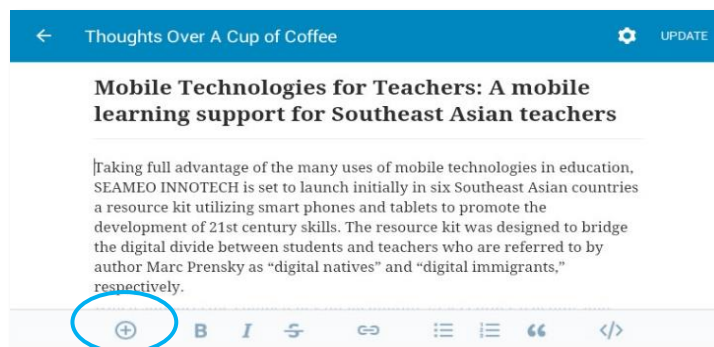 Thoughts Over A Cup of Coffee UPDATE
Mobile Technologies for Teachers: A mobile
learning support for Southeast Asian teachers
Taking full advantage of the many uses of mobile technologies in education,
SEAMEO INNOTECH is set to launch initially in six Southeast Asian countries
a resource kit utilizing smart phones and tablets to promote the
development of 21st century skills. The resource kit was designed to bridge
the digital divide between students and teachers who are referred to by
author Marc Prensky as “digital natives” and “digital immigrants,”
respectively.
B I S “ </>